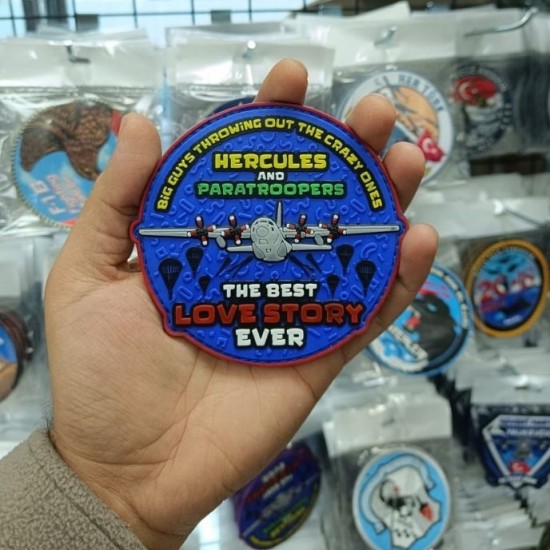 BIG GUYS THROWING OUT THE CRAZY ONES
HERCULES
AND
PARATROOPERS
THE BEST
LOVE STORY
EVER